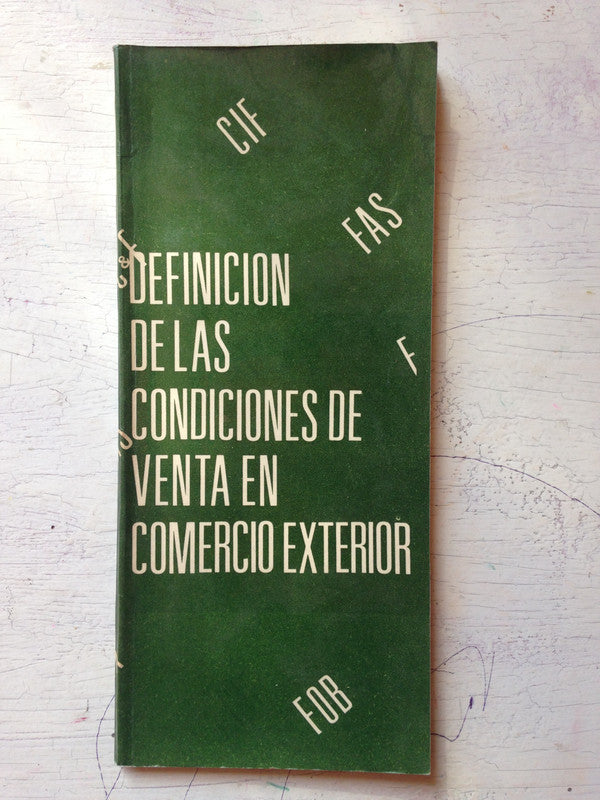 CIF
FAS
c&f
DEFINICION
DE LAS
F
CONDICIONES DE
VENTA EN
COMERCIO EXTERIOR
FOB